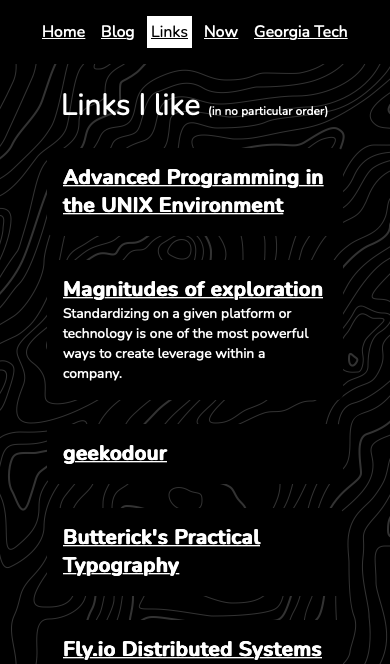 Home Blog Links Now Georgia Tech
Links I like (in no particular order)
Advanced Programming in
the UNIX Environment
Magnitudes of exploration
Standardizing on a given platform or
technology is one of the most powerful
ways to create leverage within a
company.
geekodour
Butterick's Practical
Typography
Fly.io Distributed Systems